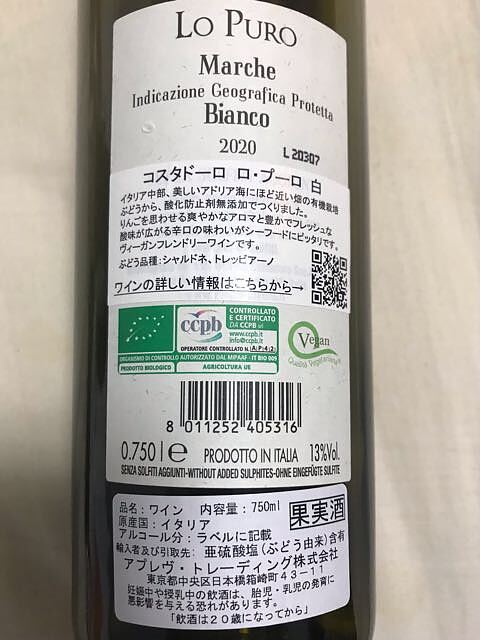 LO PURO
Marche
Indicazione Geografica Protetta
Bianco
2020
L 20307
コスタドーロ ロ・プーロ 白
イタリア中部、美しいアドリア海にほど近い畑の有機栽培
ぶどうから、酸化防止剤無添加でつくりました。
りんごを思わせる爽やかなアロマと豊かでフレッシュな
酸味が広がる辛口の味わいがシーフードにピッタリです。
ヴィーガンフレンドリーワインです。
ぶどう品種：シャルドネ、トレッビアーノ
ワインの詳しい情報はこちらから→
ccpb
CONTROLLATO
E CERTIFICATO
DA CCPB srl
www.ccpb.it
info@ccpb.it
OPERATORE CONTROLLATO N. AP42
ORGANISMO DI CONTROLLO AUTORIZZATO DAL MIPAAF - IT BIO 009
PRODOTTO BIOLOGICO
AGRICOLTURA UE
Vegan
8 011252 405316
0.750 l e PRODOTTO IN ITALIA 13%Vol.
SENZA SOLFITI AGGIUNTI-WITHOUT ADDED SULPHITES-OHNE EINGEFÜGTE SULFITE
品名：ワイン 内容量：750ml
原産国：イタリア
果実酒
アルコール分：ラベルに記載
輸入者及び引取先： 亜硫酸塩(ぶどう由来)含有
アプレヴ・トレーディング株式会社
東京都中央区日本橋箱崎町４３－１１
妊娠中や授乳中の飲酒は、胎児・乳児の発育に
悪影響を与える恐れがあります。
「飲酒は２０歳になってから」